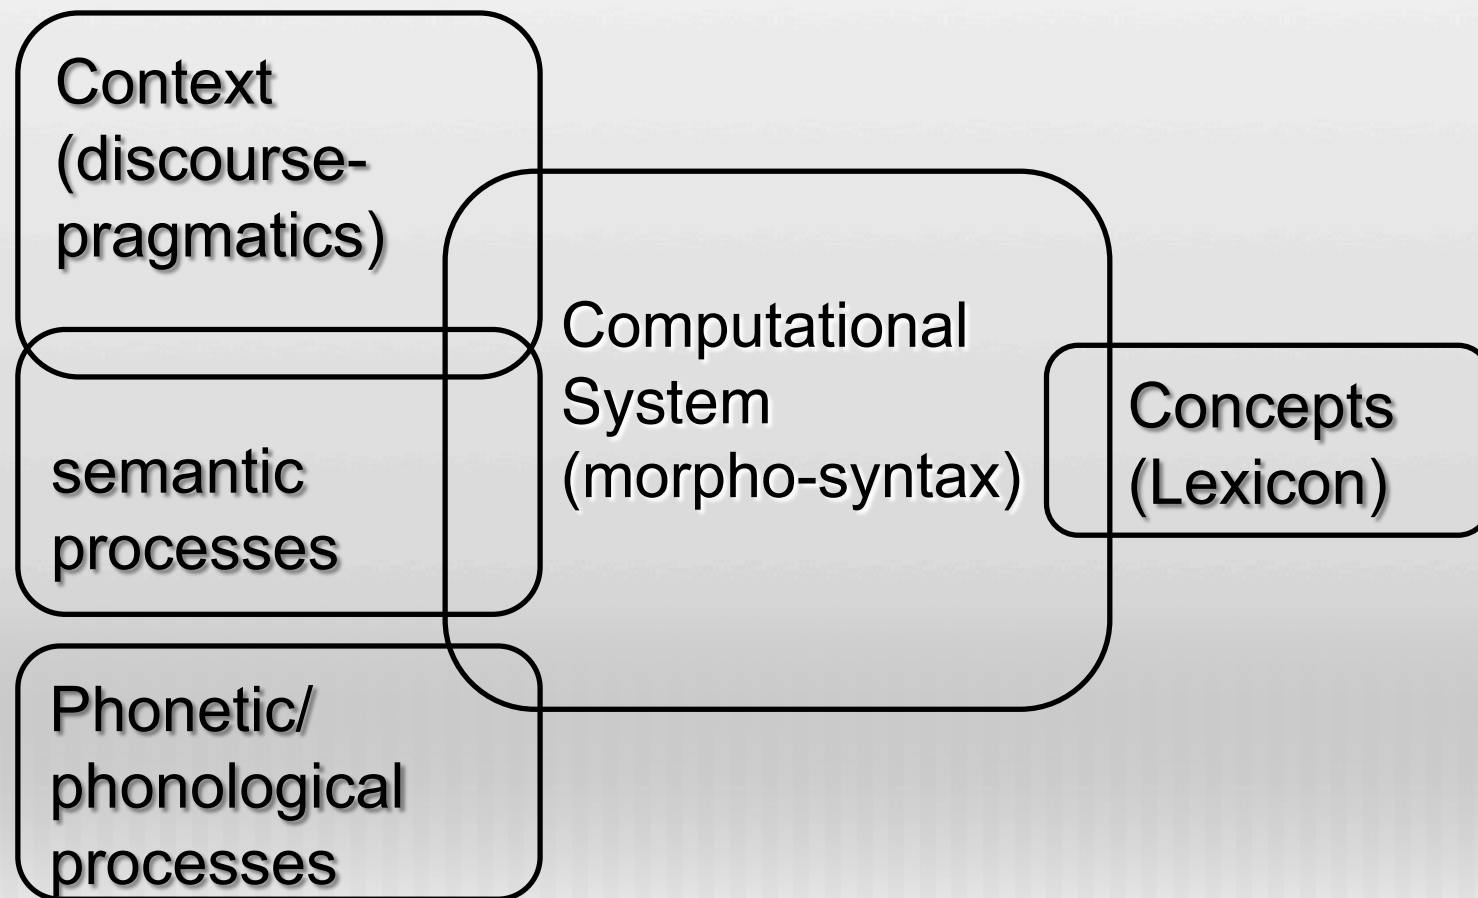 Context
(discourse-
pragmatics)
Computational
System
(morpho-syntax)
Concepts
(Lexicon)
semantic
processes
Phonetic/
phonological
processes